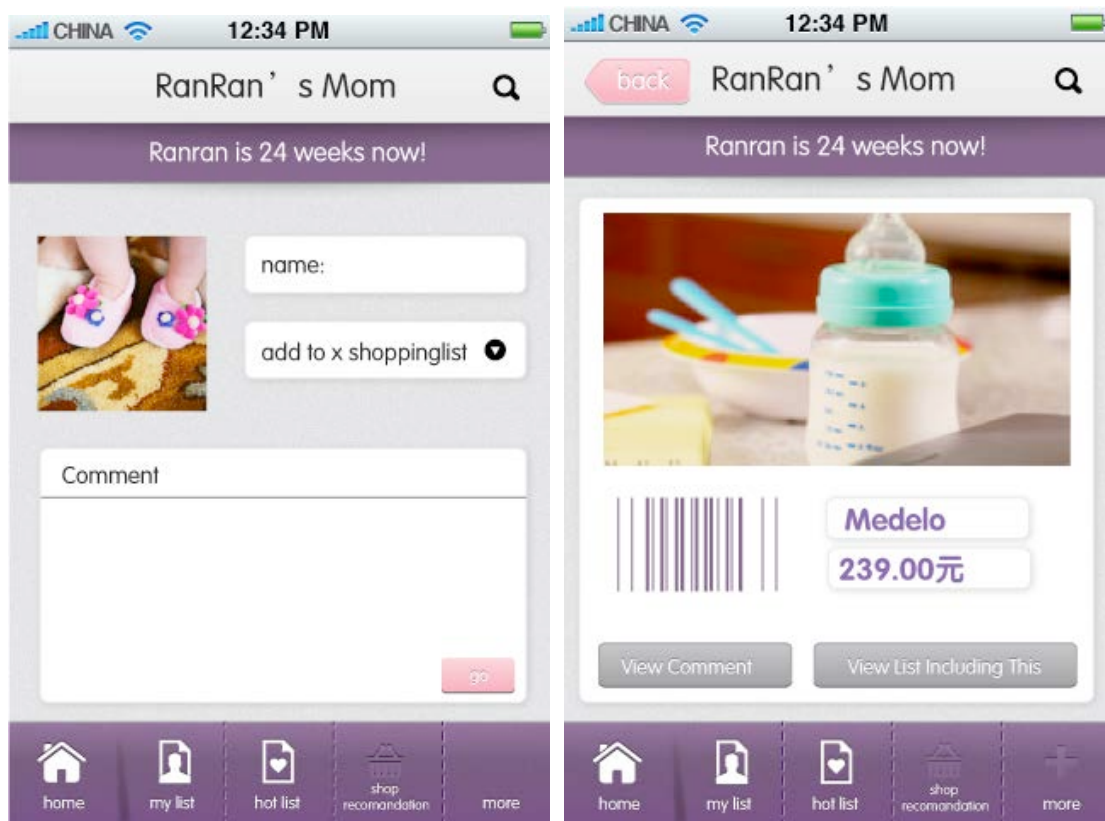 CHINA 12:34 PM
RanRan’s Mom
Ranran is 24 weeks now!
name:
add to x shoppinglist
Comment
go
home
my list
hot list
shop
recomandation
more
CHINA 12:34 PM
back RanRan’s Mom
Ranran is 24 weeks now!
Medelo
239.00元
View Comment
View List Including This
home
my list
hot list
shop
recomandation
more